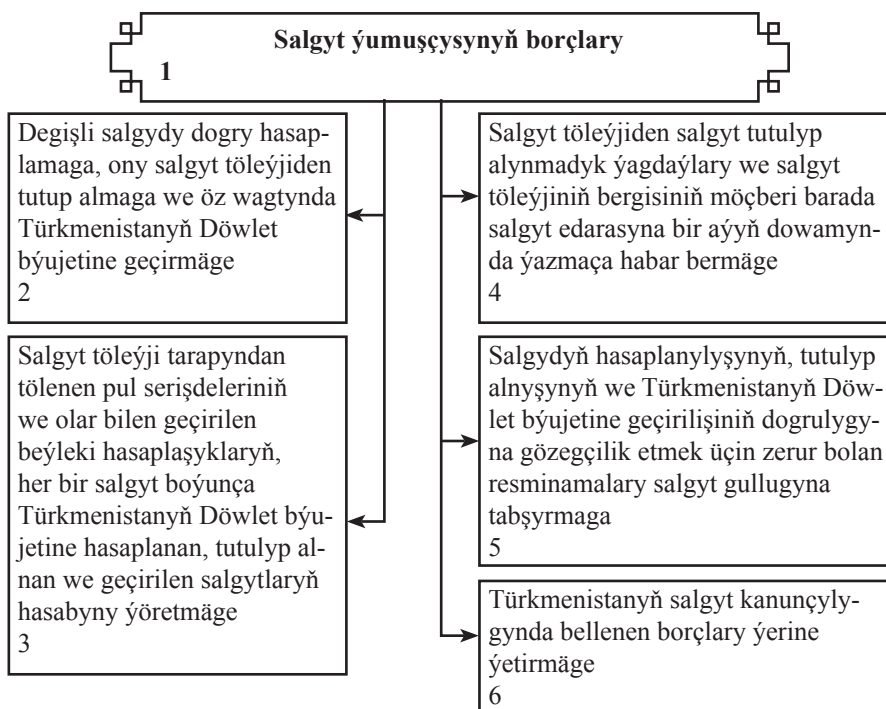 Salgyt ýumuşçysynyň borçlary
1
Degişli salgydy dogry hasap-
lamaga, ony salgyt töleýjiden
tutup almaga we öz wagtynda
Türkmenistanyň Döwlet
býujetine geçirmäge
2
Salgyt töleýji tarapyndan
tölenen pul serişdeleriniň
we olar bilen geçirilen
beýleki hasaplaşyklaryň,
her bir salgyt boýunça
Türkmenistanyň Döwlet býu-
jetine hasaplanan, tutulyp al-
nan we geçirilen salgytlaryň
hasabyny ýöretmäge
3
Salgyt töleýjiden salgyt tutulyp
alynmadyk ýagdaýlary we salgyt
töleýjiniň bergisiniň möçberi barada
salgyt edarasyna bir aýyň dowamyn-
da ýazmaça habar bermäge
4
Salgydyň hasaplanylyşynyň, tutulyp
alnyşynyň we Türkmenistanyň Döw-
let býujetine geçirilişiniň dogrulygy-
na gözegçilik etmek üçin zerur bolan
resminamalary salgyt gullugyna
tabşyrmaga
5
Türkmenistanyň salgyt kanunçyly-
gynda bellenen borçlary ýerine
ýetirmäge
6